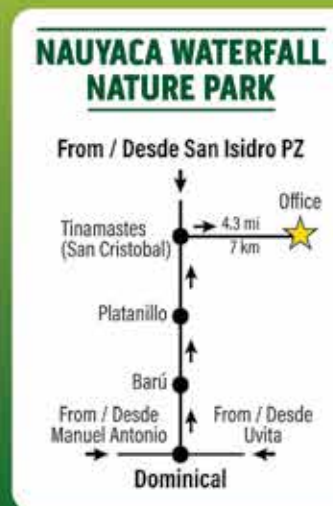 NAUYACA WATERFALL
NATURE PARK
From / Desde San Isidro PZ
Office
Tinamastes
(San Cristobal)
4.3 mi
7 km
Platanillo
Barú
From / Desde
Manuel Antonio
From / Desde
Uvita
Dominical